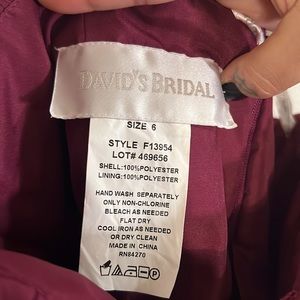 DAVID'S BRIDAL
SIZE 6
STYLE F13954
LOT# 469656
SHELL:100%POLYESTER
LINING:100%POLYESTER
HAND WASH SEPARATELY
ONLY NON-CHLORINE
BLEACH AS NEEDED
FLAT DRY
COOL IRON AS NEEDED
OR DRY CLEAN
MADE IN CHINA
RN84270